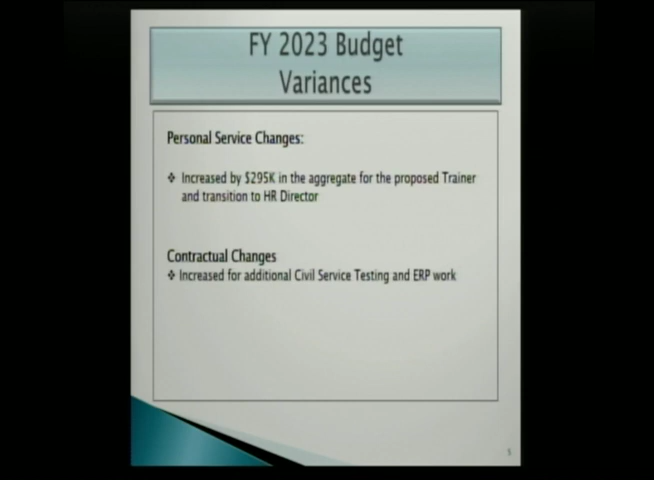 FY 2023 Budget
Variances
Personal Service Changes:
❖ Increased by $295K in the aggregate for the proposed Trainer
and transition to HR Director
Contractual Changes
❖ Increased for additional Civil Service Testing and ERP work
5